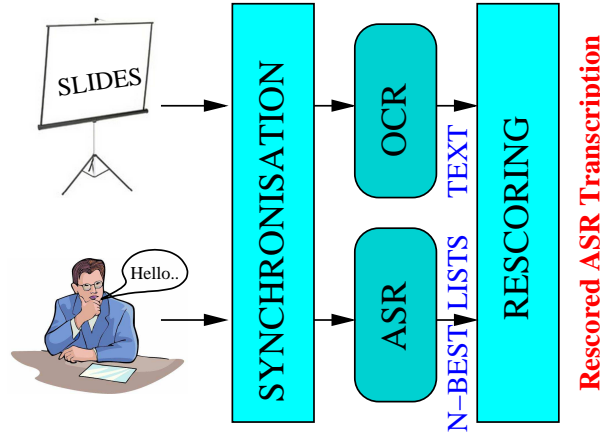 SLIDES
Hello..
SYNCHRONISATION
OCR
ASR
TEXT
N-BEST LISTS
RESCORING
Rescored ASR Transcription